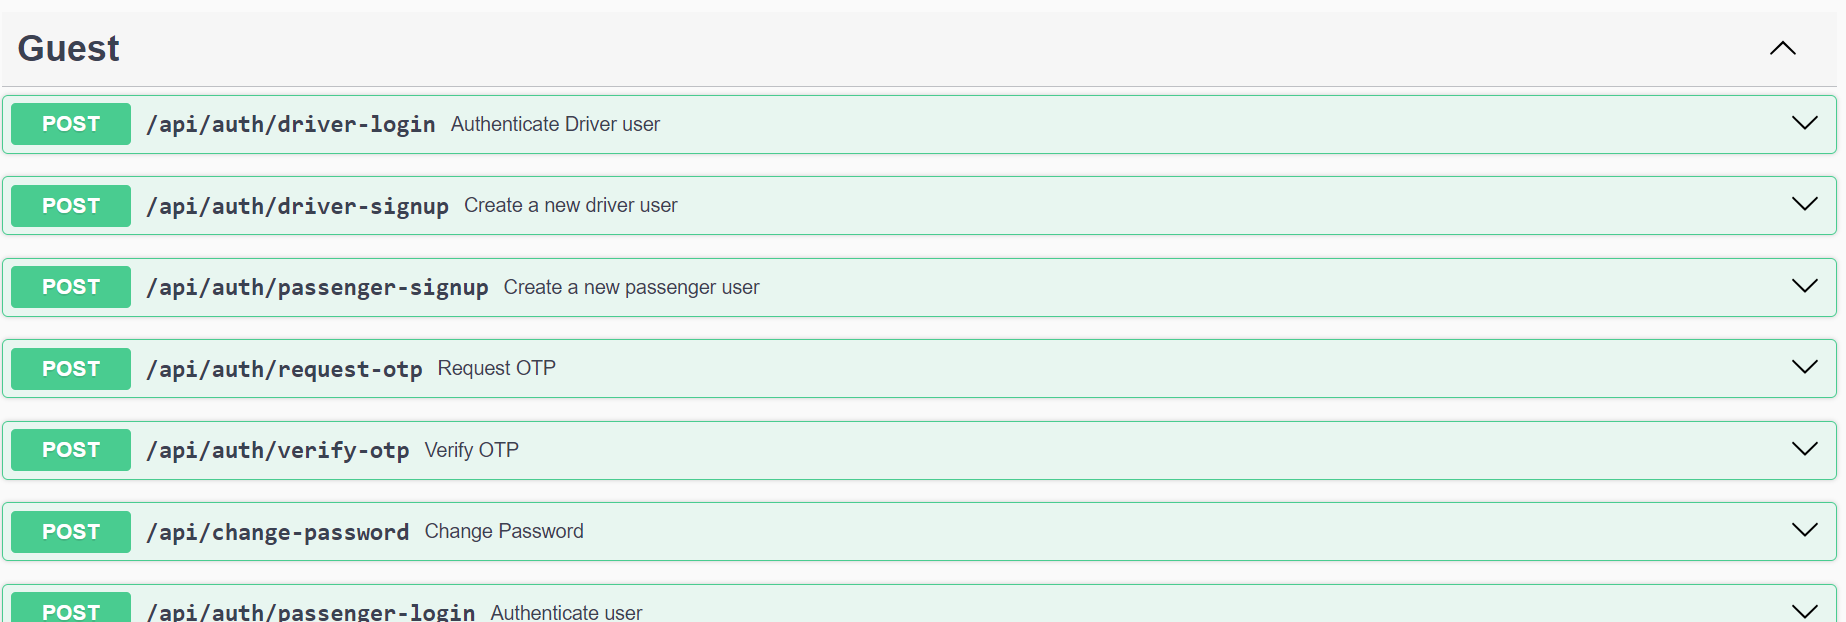 Guest
POST /api/auth/driver-login Authenticate Driver user
POST /api/auth/driver-signup Create a new driver user
POST /api/auth/passenger-signup Create a new passenger user
POST /api/auth/request-otp Request OTP
POST /api/auth/verify-otp Verify OTP
POST /api/change-password Change Password
POST /api/auth/passenger-login Authenticate user